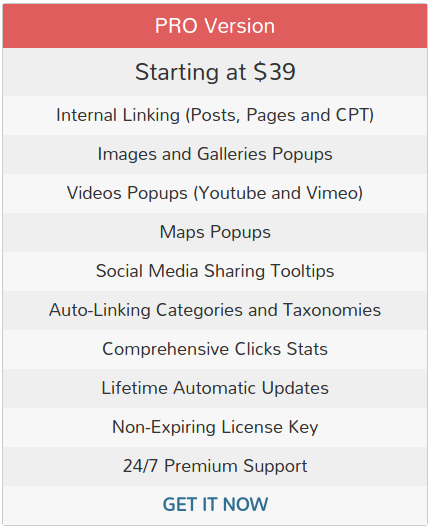 PRO Version
Starting at $39
Internal Linking (Posts, Pages and CPT)
Images and Galleries Popups
Videos Popups (Youtube and Vimeo)
Maps Popups
Social Media Sharing Tooltips
Auto-Linking Categories and Taxonomies
Comprehensive Clicks Stats
Lifetime Automatic Updates
Non-Expiring License Key
24/7 Premium Support
GET IT NOW